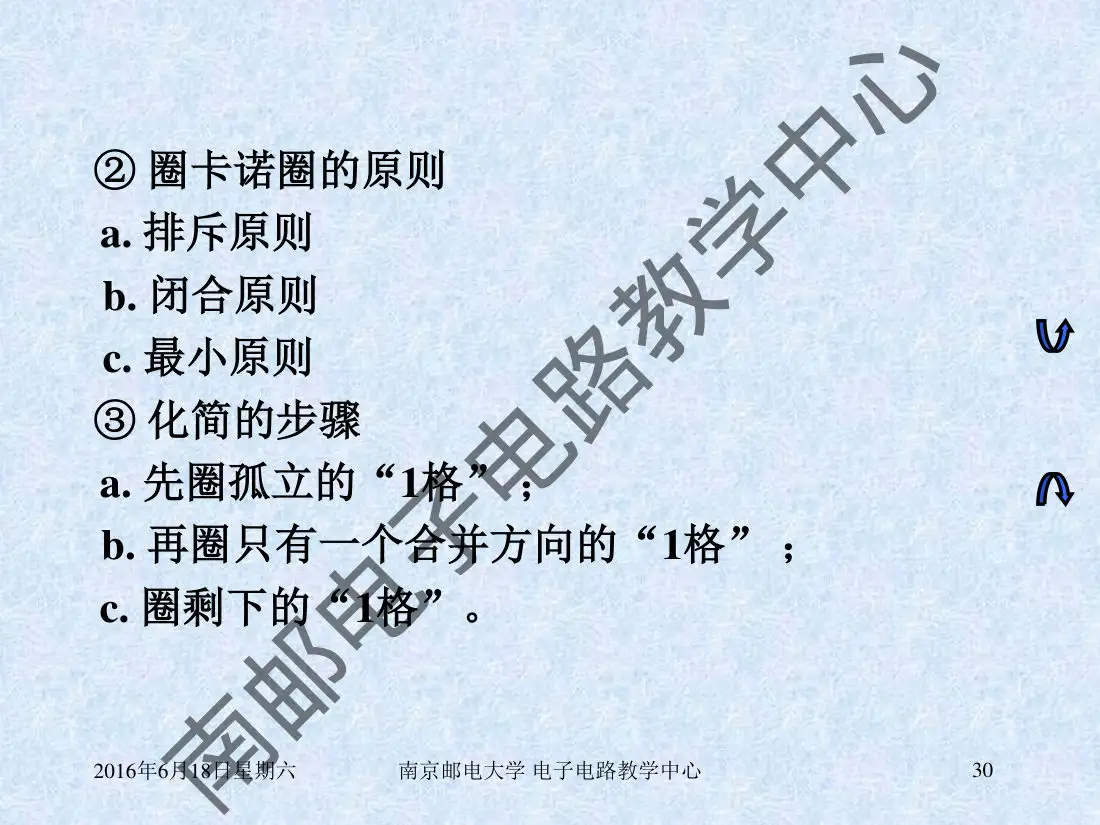 ② 圈卡诺圈的原则
a. 排斥原则
b. 闭合原则
c. 最小原则
③ 化简的步骤
a. 先圈孤立的“1格”；
b. 再圈只有一个合并方向的“1格” ；
c. 圈剩下的“1格”。
南邮电子电路教学中心
2016年6月18日星期六 南京邮电大学 电子电路教学中心 30